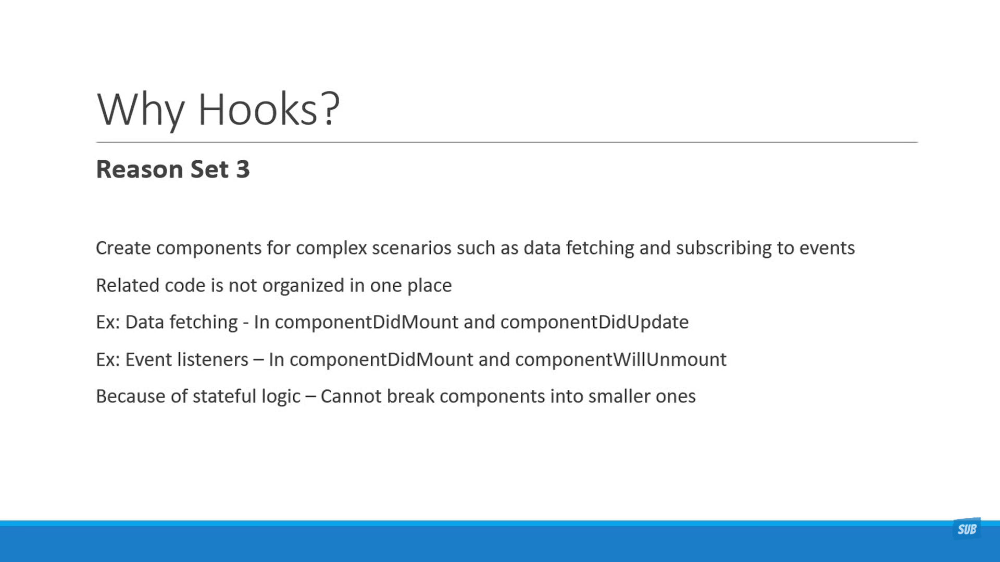 Why Hooks?
Reason Set 3
Create components for complex scenarios such as data fetching and subscribing to events
Related code is not organized in one place
Ex: Data fetching - In componentDidMount and componentDidUpdate
Ex: Event listeners – In componentDidMount and componentWillUnmount
Because of stateful logic – Cannot break components into smaller ones
SUB